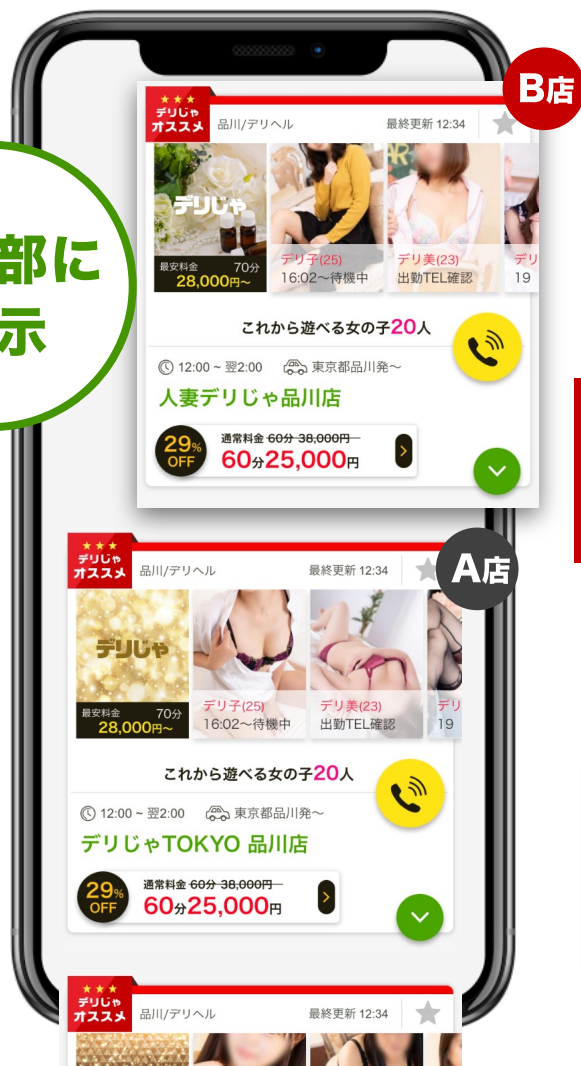 B店
デリじゃ
オススメ
品川/デリヘル
最終更新 12:34
デリじゃ
最安料金 70分
28,000円〜
デリ子(25)
16:02〜待機中
デリ美(23)
出勤TEL確認
デリ
19
部に
示
これから遊べる女の子20人
12:00 ~ 翌2:00
東京都品川発〜
人妻デリじゃ品川店
29%
OFF
通常料金 60分 38,000円
60分25,000円
A店
デリじゃ
オススメ
品川/デリヘル
最終更新 12:34
デリじゃ
最安料金 70分
28,000円〜
デリ子(25)
16:02〜待機中
デリ美(23)
出勤TEL確認
デリ
19
これから遊べる女の子20人
12:00 ~ 翌2:00
東京都品川発〜
デリじゃTOKYO 品川店
29%
OFF
通常料金 60分 38,000円
60分25,000円
デリじゃ
オススメ
品川/デリヘル
最終更新 12:34